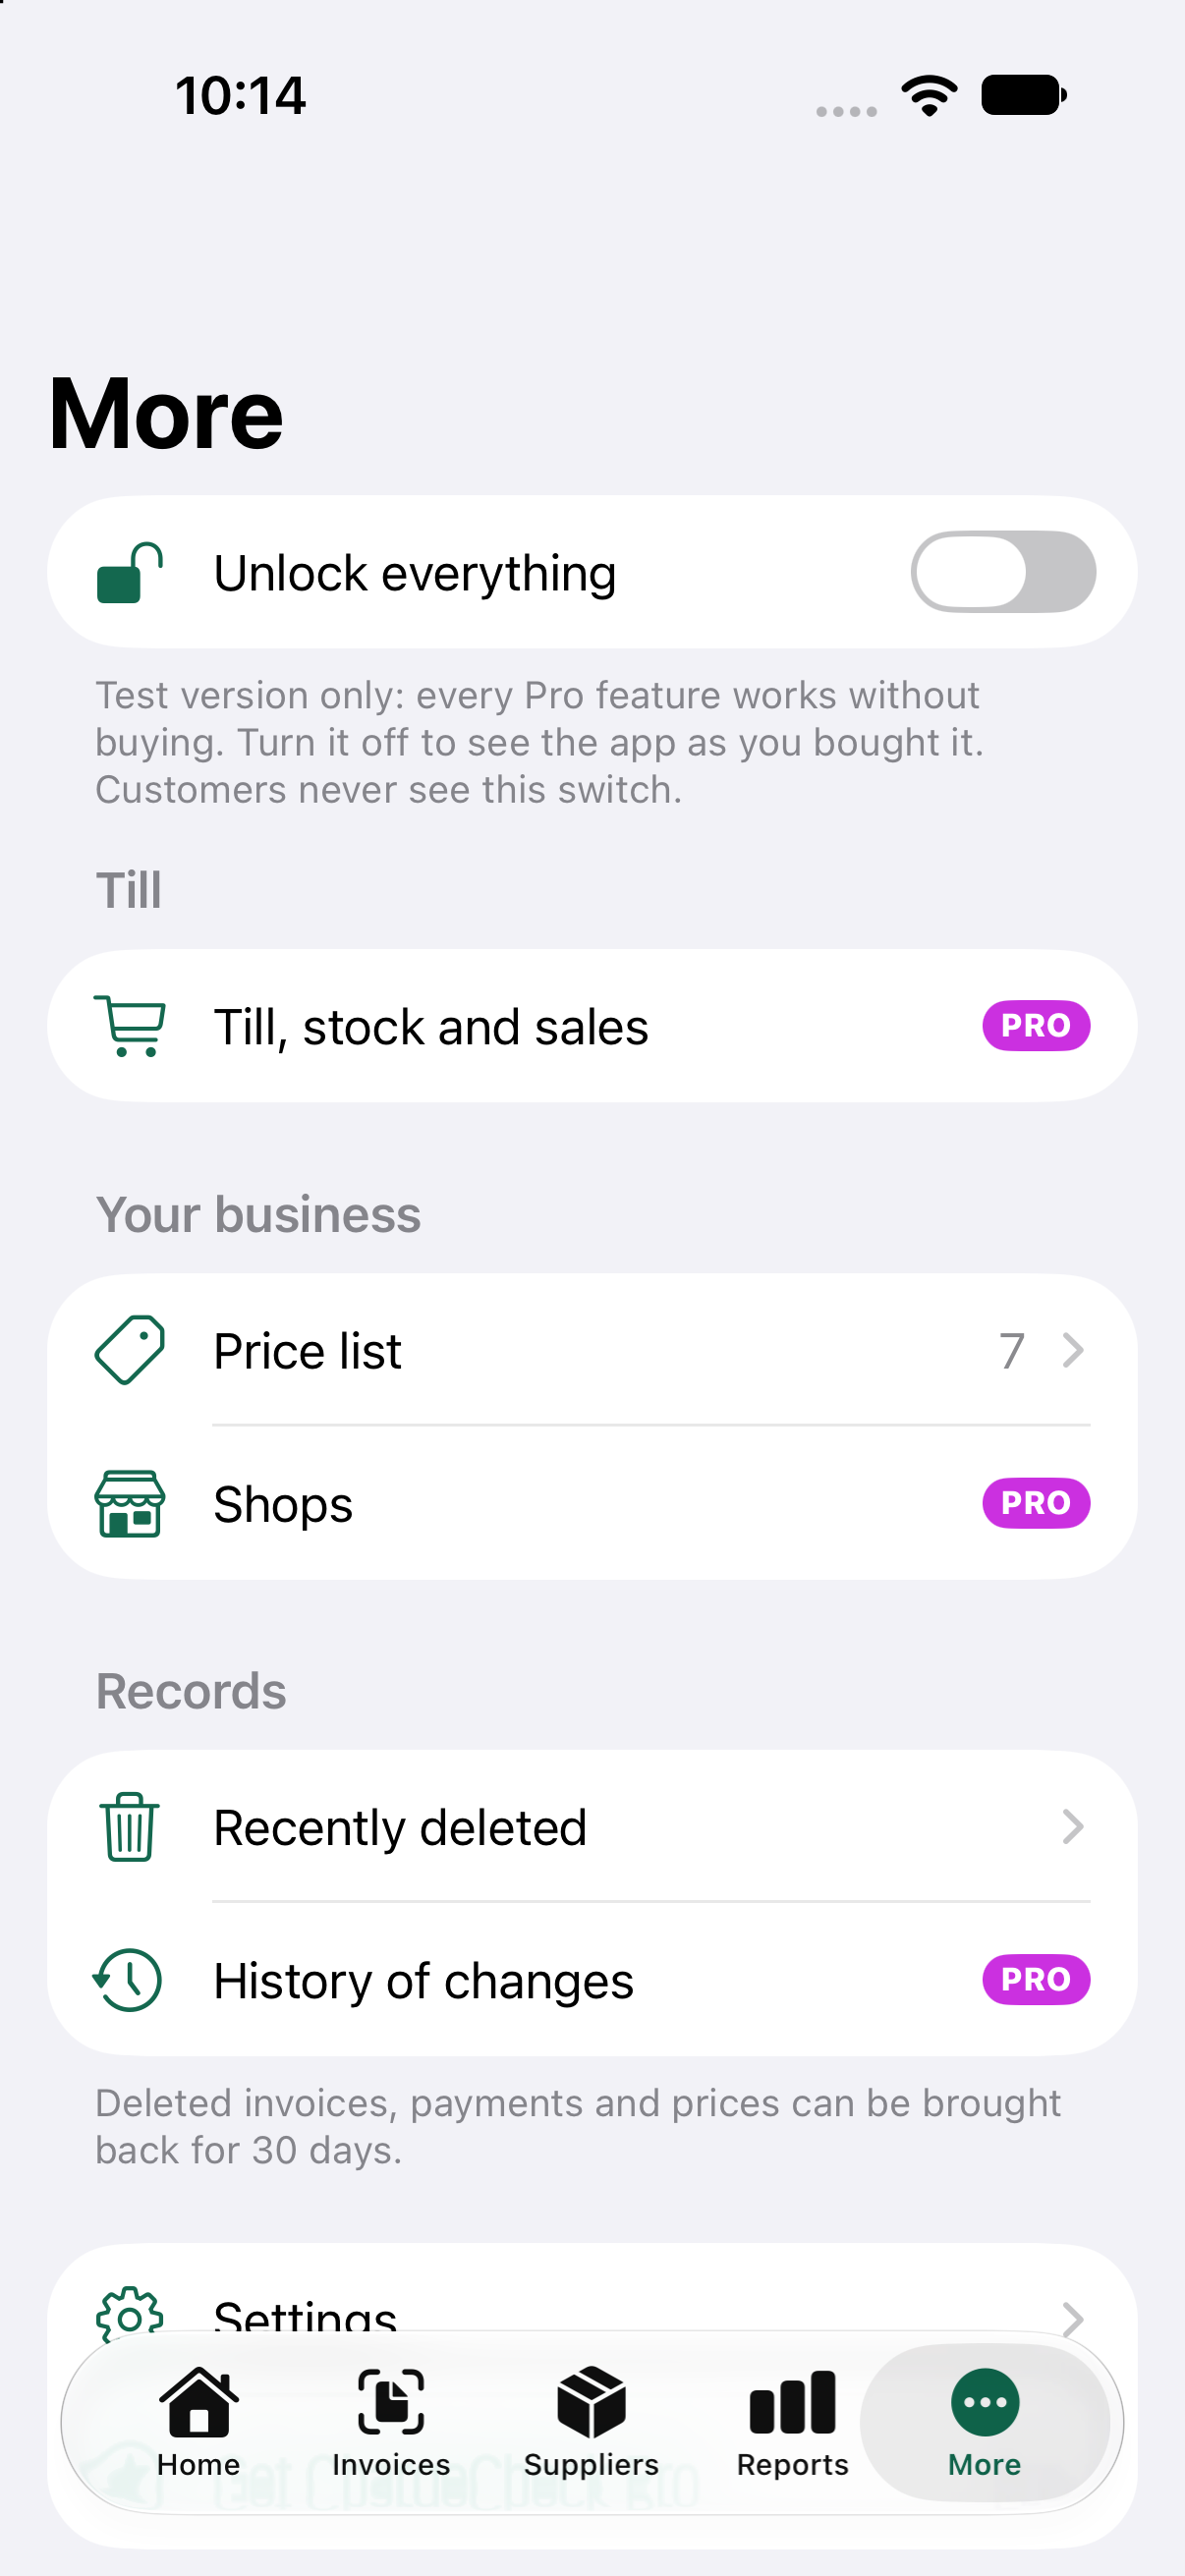 10:14
More
Unlock everything
Test version only: every Pro feature works without
buying. Turn it off to see the app as you bought it.
Customers never see this switch.
Till
Till, stock and sales
PRO
Your business
Price list
7
Shops
PRO
Records
Recently deleted
History of changes
PRO
Deleted invoices, payments and prices can be brought
back for 30 days.
Settings
Home
Invoices
Suppliers
Reports
More